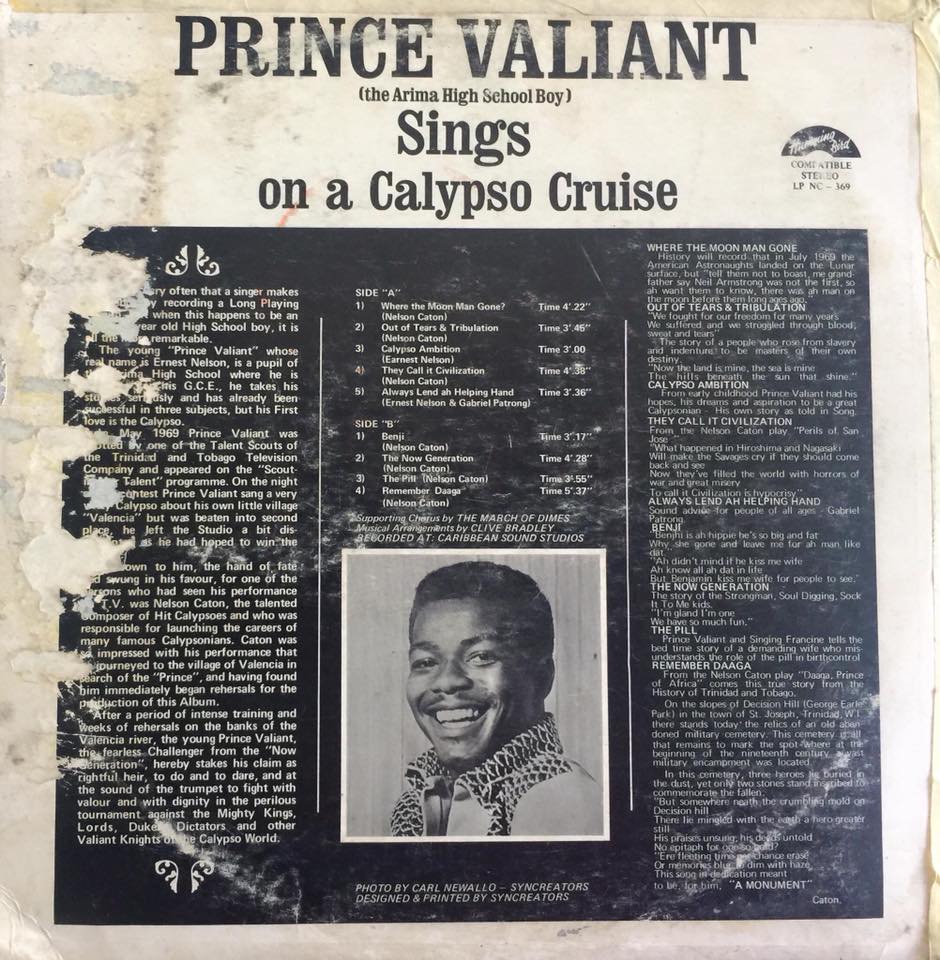 PRINCE VALIANT
(the Arima High School Boy)
Sings
on a Calypso Cruise
Humming
Bird
COMPATIBLE
STEREO
LP NC - 369
ry often that a singer makes
recording a Long Playing
when this happens to be an
year old High School boy, it is
all the more remarkable.
The young "Prince Valiant" whose
real name is Ernest Nelson, is a pupil of
the Arima High School where he is
his G.C.E., he takes his
studies seriously and has already been
successful in three subjects, but his First
love is the Calypso.
May 1969 Prince Valiant was
spotted by one of the Talent Scouts of
the Trinidad and Tobago Television
Company and appeared on the "Scout-
Talent" programme. On the night
contest Prince Valiant sang a very
Calypso about his own little village
"Valencia" but was beaten into second
place, he left the Studio a bit dis-
as he had hoped to win the
own to him, the hand of fate
had swung in his favour, for one of the
persons who had seen his performance
T.V. was Nelson Caton, the talented
composer of Hit Calypsoes and who was
responsible for launching the careers of
many famous Calypsonians. Caton was
so impressed with his performance that
journeyed to the village of Valencia in
search of the "Prince", and having found
him immediately began rehersals for the
production of this Album.
After a period of intense training and
weeks of rehersals on the banks of the
Valencia river, the young Prince Valiant,
the fearless Challenger from the "Now
Generation", hereby stakes his claim as
rightful heir, to do and to dare, and at
the sound of the trumpet to fight with
valour and with dignity in the perilous
tournament against the Mighty Kings,
Lords, Dukes Dictators and other
Valiant Knights of the Calypso World.
SIDE "A"
1) Where the Moon Man Gone? Time 4'.22"
(Nelson Caton)
2) Out of Tears & Tribulation Time 3'.45"
(Nelson Caton)
3) Calypso Ambition Time 3'.00
(Earnest Nelson)
4) They Call it Civilization Time 4'.38"
(Nelson Caton)
5) Always Lend ah Helping Hand Time 3'.36"
(Ernest Nelson & Gabriel Patrong)
SIDE "B"
1) Benji Time 3'.17"
(Nelson Caton)
2) The Now Generation Time 4'.28"
(Nelson Caton)
3) The Pill (Nelson Caton) Time 3'.55"
4) Remember Daaga Time 5'.37"
(Nelson Caton)
Supporting Chorus by THE MARCH OF DIMES
Musical Arrangements by CLIVE BRADLEY
RECORDED AT: CARIBBEAN SOUND STUDIOS
PHOTO BY CARL NEWALLO – SYNCREATORS
DESIGNED & PRINTED BY SYNCREATORS
WHERE THE MOON MAN GONE
History will record that in July 1969 the
American Astronaughts landed on the Lunar
surface, but "tell them not to boast, me grand-
father say Neil Armstrong was not the first, so
ah want them to know, there was ah man on
the moon before them long ages ago."
OUT OF TEARS & TRIBULATION
"We fought for our freedom for many years
We suffered and we struggled through blood,
sweat and tears"
The story of a people who rose from slavery
and indenture to be masters of their own
destiny.
"Now the land is mine, the sea is mine
The hills beneath the sun that shine."
CALYPSO AMBITION
From early childhood Prince Valiant had his
hopes, his dreams and aspiration to be a great
Calypsonian - His own story as told in Song.
THEY CALL IT CIVILIZATION
From the Nelson Caton play "Perils of San
Jose"
"What happened in Hiroshima and Nagasaki
Will make the Savages cry if they should come
back and see
Now they've filled the world with horrors of
war and great misery
To call it Civilization is hypocrisy"
ALWAYS LEND AH HELPING HAND
Sound advice for people of all ages - Gabriel
Patrong.
BENJI
"Benjhi is ah hippie he's so big and fat
Why she gone and leave me for ah man like
dat."
"Ah didn't mind if he kiss me wife
Ah know all ah dat in life
But Benjamin kiss me wife for people to see."
THE NOW GENERATION
The story of the Strongman, Soul Digging, Sock
It To Me kids.
"I'm gland I'm one
We have so much fun."
THE PILL
Prince Valiant and Singing Francine tells the
bed time story of a demanding wife who mis-
understands the role of the pill in birthcontrol
REMEMBER DAAGA
From the Nelson Caton play "Daaga, Prince
of Africa" comes this true story from the
History of Trinidad and Tobago.
On the slopes of Decision Hill (George Earle
Park) in the town of St. Joseph, Trinidad, W.I.
there stands today the relics of an old aban-
doned military cemetery. This cemetery is all
that remains to mark the spot where at the
beginning of the nineteenth century a vast
military encampment was located.
In this cemetery, three heroes lie buried in
the dust, yet only two stones stand inscribed to
commemorate the fallen.
"But somewhere neath the crumbling mold on
Decision hill
There lie mingled with the earth a hero greater
still
His praises unsung, his deeds untold
No epitaph for one so bold?
"Ere fleeting time per chance erase
Or memories blur to dim with haze
This song in dedication meant
to be, for him, "A MONUMENT"
Caton.